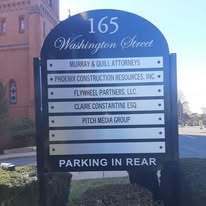 165
Washington Street
MURRAY & QUILL ATTORNEYS
PHOENIX CONSTRUCTION RESOURCES, INC.
FLYWHEEL PARTNERS, LLC.
CLAIRE CONSTANTINE ESQ.
PITCH MEDIA GROUP
PARKING IN REAR